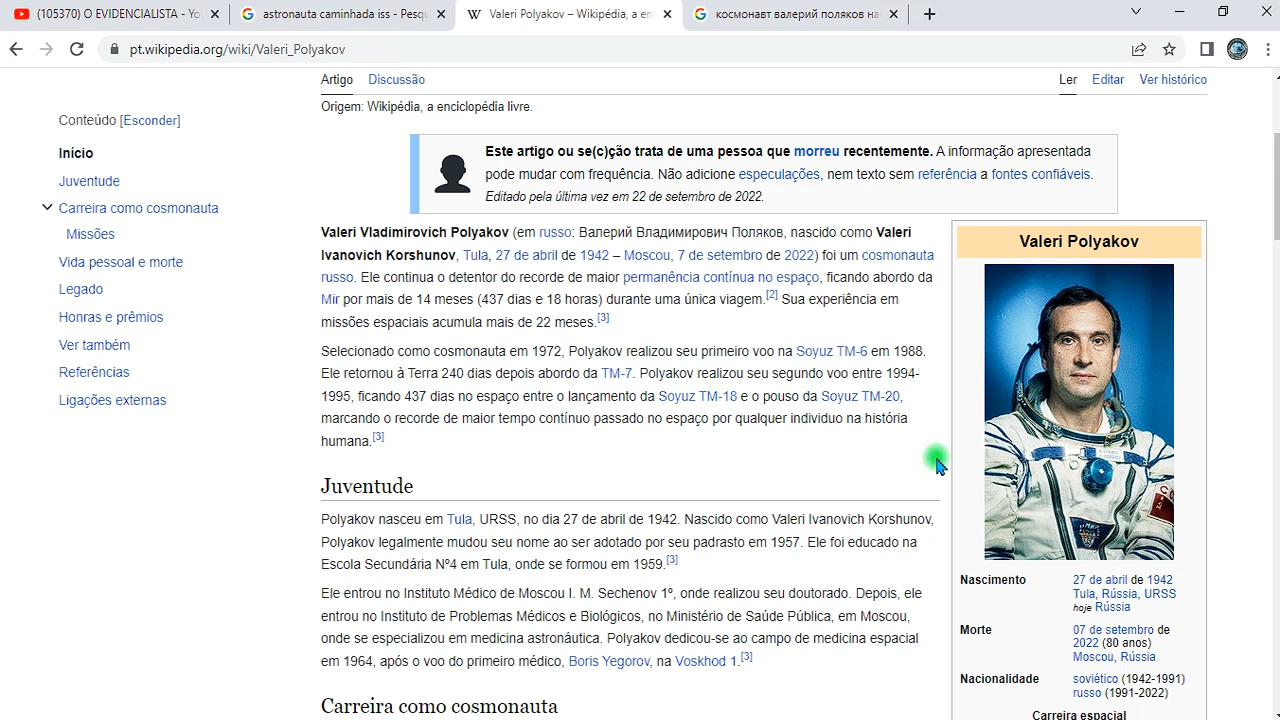 (105370) O EVIDENCIALISTA - Yo
astronauta caminhada iss - Pesqu
Valeri Polyakov – Wikipédia, a en
космонавт валерий поляков на
pt.wikipedia.org/wiki/Valeri_Polyakov
Artigo Discussão Ler Editar Ver histórico
Origem: Wikipédia, a enciclopédia livre.
Conteúdo [Esconder]
Início
Juventude
Carreira como cosmonauta
Missões
Vida pessoal e morte
Legado
Honras e prêmios
Ver também
Referências
Ligações externas
Este artigo ou se(c)ção trata de uma pessoa que morreu recentemente. A informação apresentada
pode mudar com frequência. Não adicione especulações, nem texto sem referência a fontes confiáveis.
Editado pela última vez em 22 de setembro de 2022.
Valeri Vladimirovich Polyakov (em russo: Валерий Владимирович Поляков, nascido como Valeri
Ivanovich Korshunov, Tula, 27 de abril de 1942 – Moscou, 7 de setembro de 2022) foi um cosmonauta
russo. Ele continua o detentor do recorde de maior permanência contínua no espaço, ficando abordo da
Mir por mais de 14 meses (437 dias e 18 horas) durante uma única viagem.[2] Sua experiência em
missões espaciais acumula mais de 22 meses.[3]
Selecionado como cosmonauta em 1972, Polyakov realizou seu primeiro voo na Soyuz TM-6 em 1988.
Ele retornou à Terra 240 dias depois abordo da TM-7. Polyakov realizou seu segundo voo entre 1994-
1995, ficando 437 dias no espaço entre o lançamento da Soyuz TM-18 e o pouso da Soyuz TM-20,
marcando o recorde de maior tempo contínuo passado no espaço por qualquer individuo na história
humana.[3]
Juventude
Polyakov nasceu em Tula, URSS, no dia 27 de abril de 1942. Nascido como Valeri Ivanovich Korshunov,
Polyakov legalmente mudou seu nome ao ser adotado por seu padrasto em 1957. Ele foi educado na
Escola Secundária Nº4 em Tula, onde se formou em 1959.[3]
Ele entrou no Instituto Médico de Moscou I. M. Sechenov 1º, onde realizou seu doutorado. Depois, ele
entrou no Instituto de Problemas Médicos e Biológicos, no Ministério de Saúde Pública, em Moscou,
onde se especializou em medicina astronáutica. Polyakov dedicou-se ao campo de medicina espacial
em 1964, após o voo do primeiro médico, Boris Yegorov, na Voskhod 1.[3]
Carreira como cosmonauta
Valeri Polyakov
Nascimento 27 de abril de 1942
Tula, Rússia, URSS
hoje Rússia
Morte 07 de setembro de
2022 (80 anos)
Moscou, Rússia
Nacionalidade soviético (1942-1991)
russo (1991-2022)
Carreira espacial